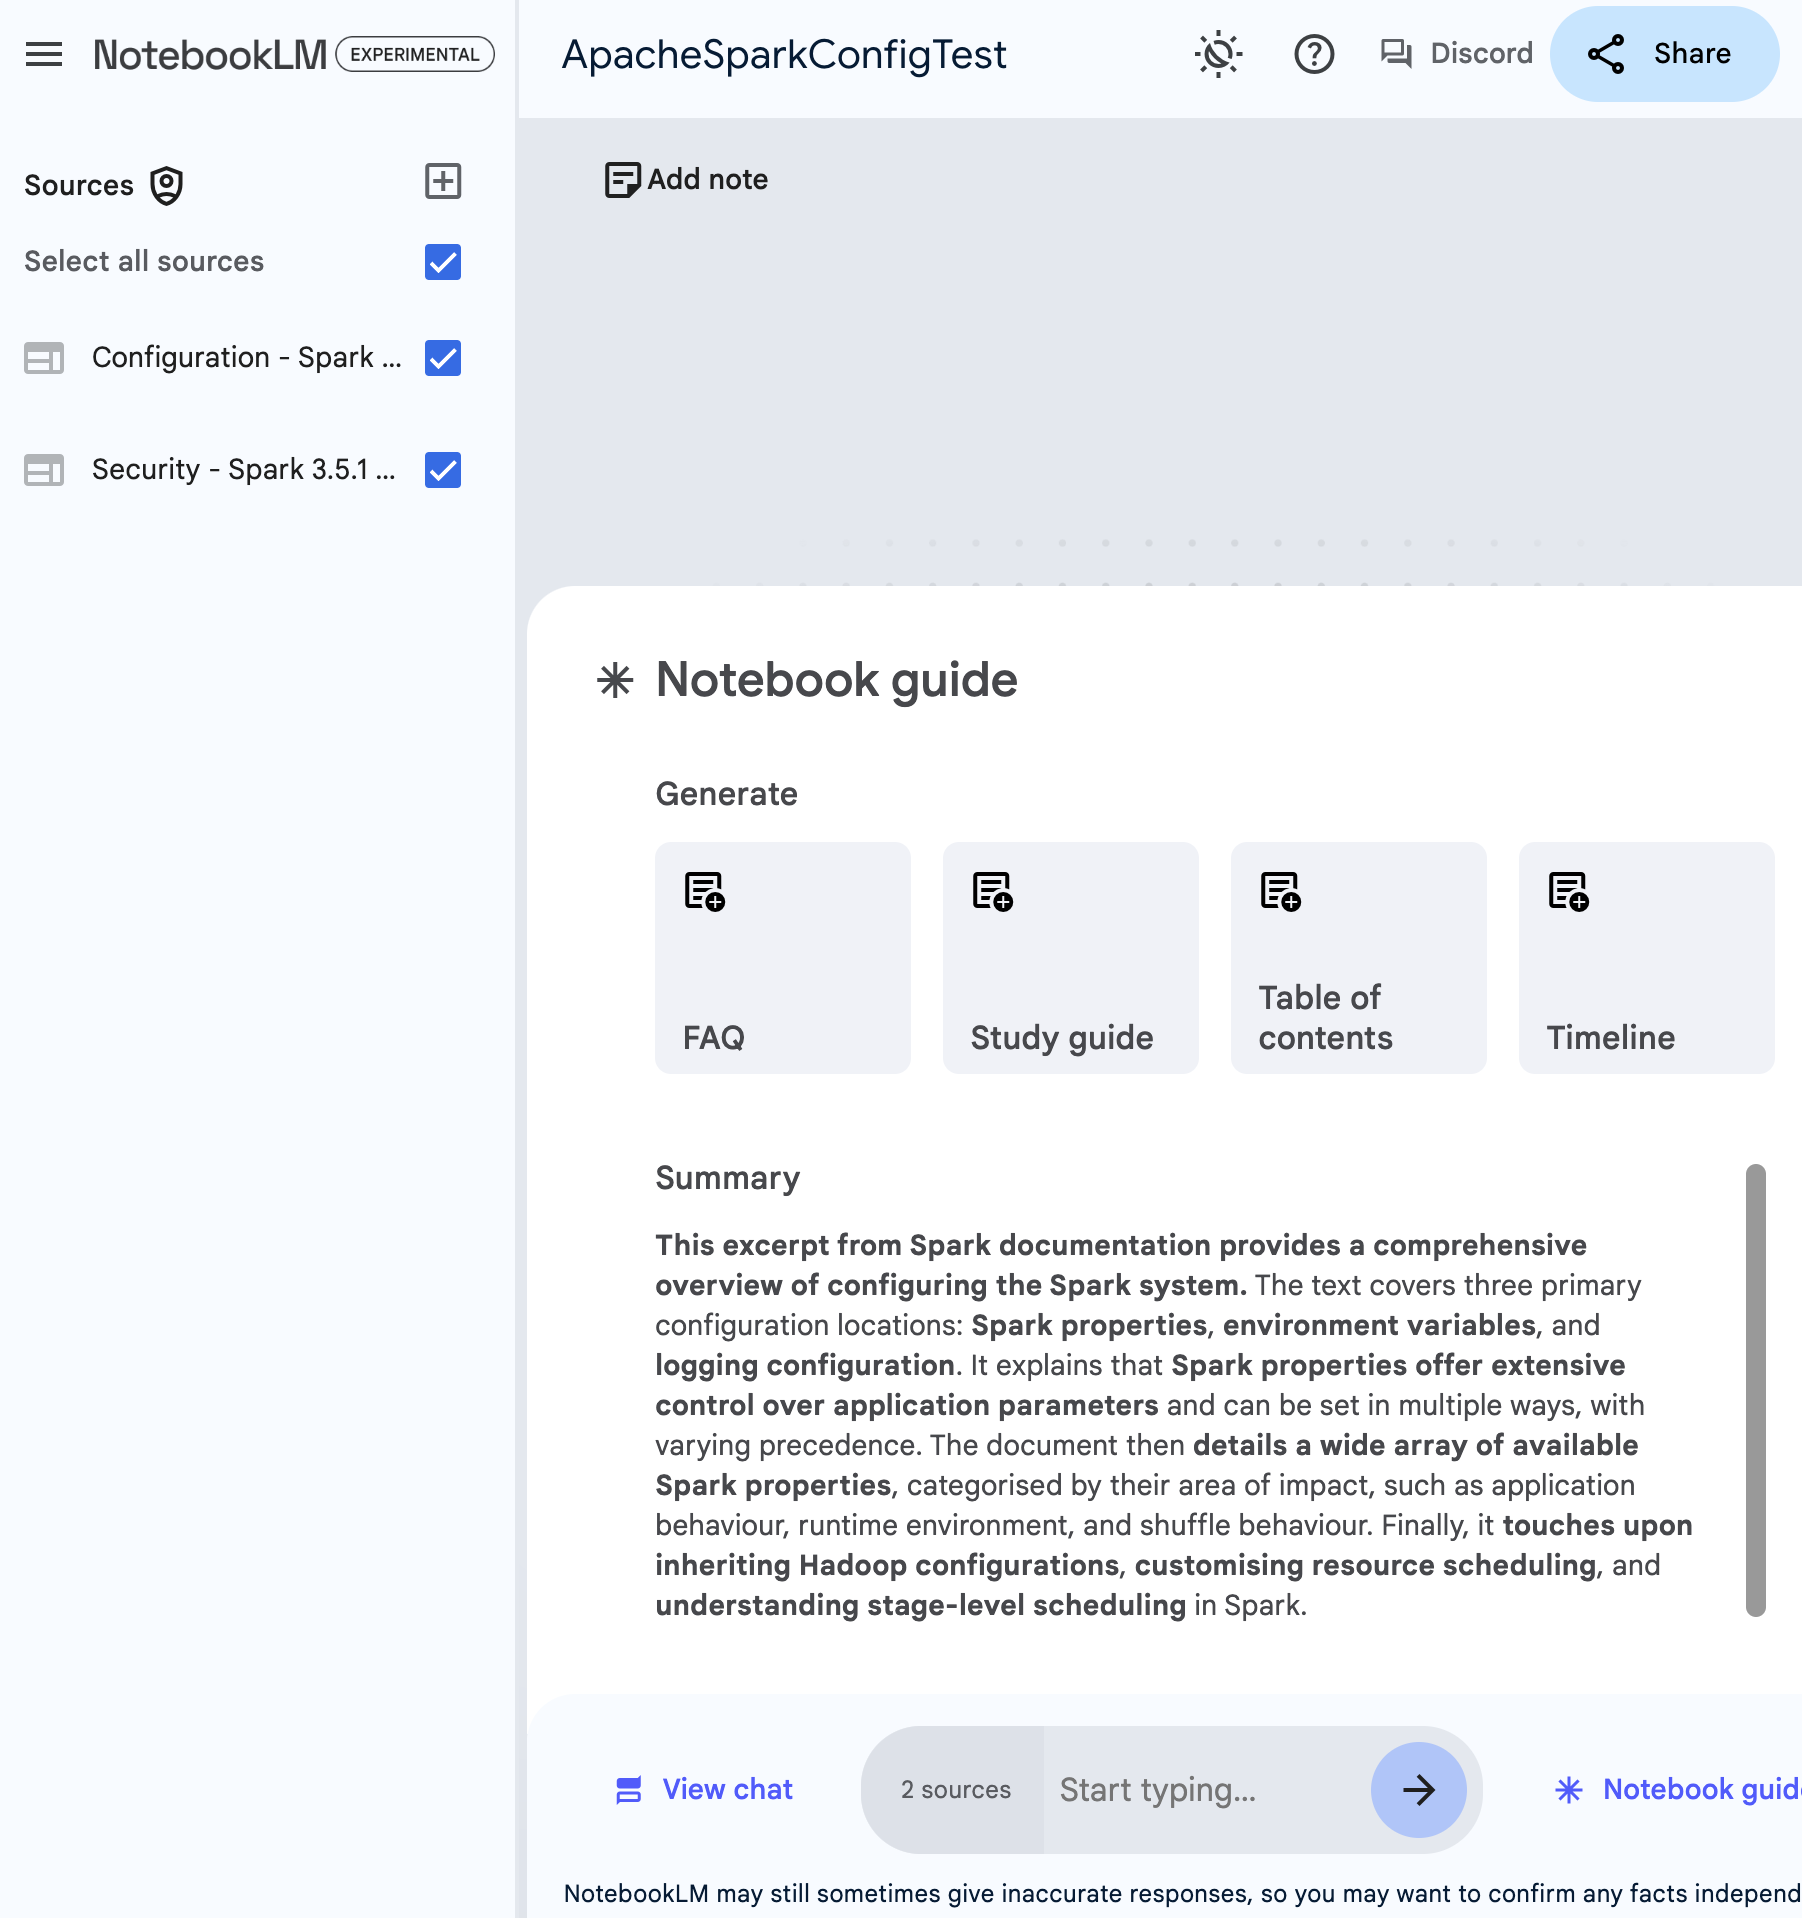 NotebookLM EXPERIMENTAL
ApacheSparkConfigTest
Discord
Share
Sources
Select all sources
Configuration - Spark ...
Security - Spark 3.5.1 ...
Add note
Notebook guide
Generate
FAQ
Study guide
Table of
contents
Timeline
Summary
This excerpt from Spark documentation provides a comprehensive
overview of configuring the Spark system. The text covers three primary
configuration locations: Spark properties, environment variables, and
logging configuration. It explains that Spark properties offer extensive
control over application parameters and can be set in multiple ways, with
varying precedence. The document then details a wide array of available
Spark properties, categorised by their area of impact, such as application
behaviour, runtime environment, and shuffle behaviour. Finally, it touches upon
inheriting Hadoop configurations, customising resource scheduling, and
understanding stage-level scheduling in Spark.
View chat
2 sources
Start typing...
Notebook guid
NotebookLM may still sometimes give inaccurate responses, so you may want to confirm any facts independ